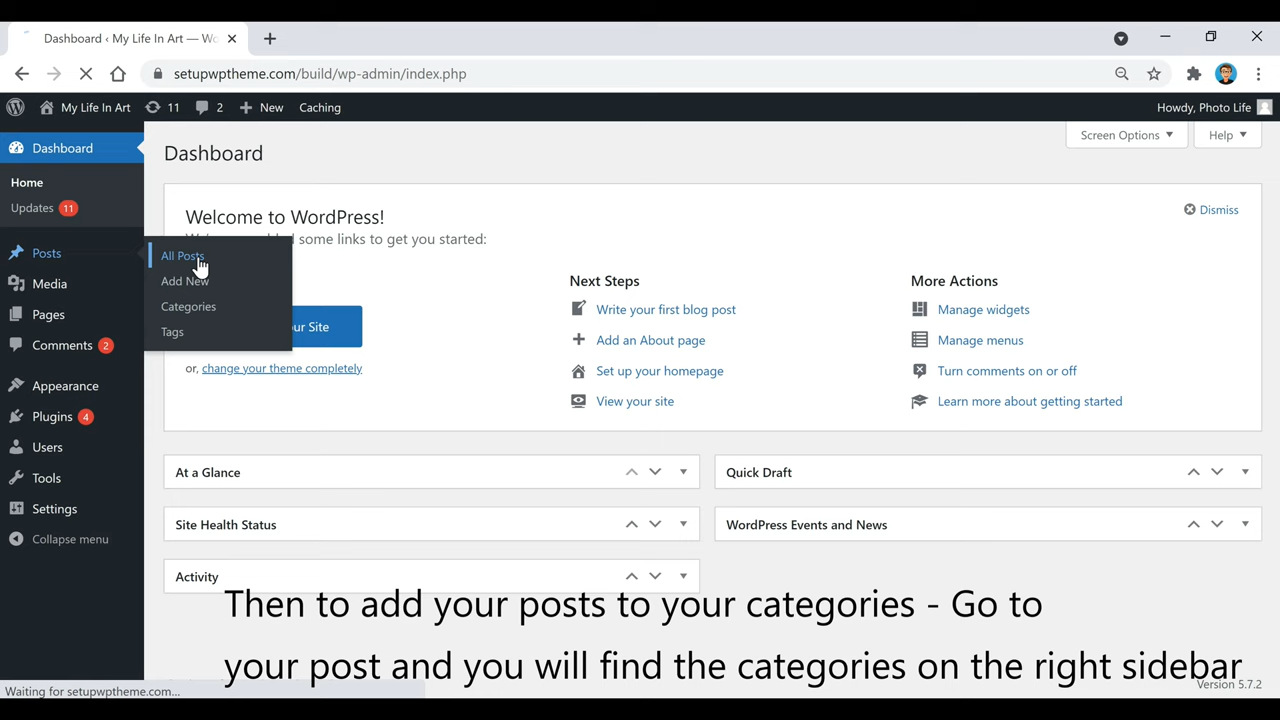 Dashboard ‹ My Life In Art — Wo
setupwptheme.com/build/wp-admin/index.php
My Life In Art 11 2 New Caching Howdy, Photo Life
Dashboard
Home
Updates 11
Posts
Media
Pages
Comments 2
Appearance
Plugins 4
Users
Tools
Settings
Collapse menu
All Posts
Add New
Categories
Tags
Screen Options Help
Dashboard
Welcome to WordPress!
Dismiss
some links to get you started:
our Site
or, change your theme completely
Next Steps
Write your first blog post
Add an About page
Set up your homepage
View your site
More Actions
Manage widgets
Manage menus
Turn comments on or off
Learn more about getting started
At a Glance
Quick Draft
Site Health Status
WordPress Events and News
Activity
Then to add your posts to your categories - Go to
your post and you will find the categories on the right sidebar
Waiting for setupwptheme.com...
Version 5.7.2